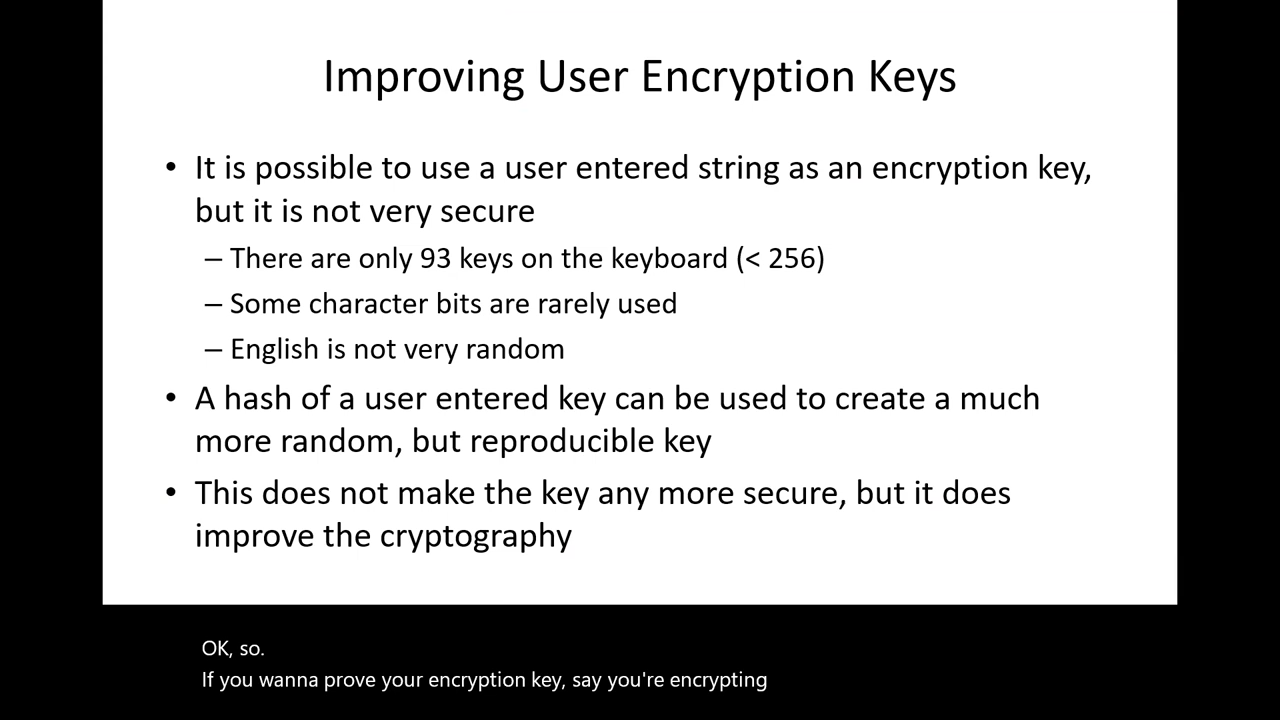 Improving User Encryption Keys
• It is possible to use a user entered string as an encryption key,
but it is not very secure
– There are only 93 keys on the keyboard (< 256)
– Some character bits are rarely used
– English is not very random
• A hash of a user entered key can be used to create a much
more random, but reproducible key
• This does not make the key any more secure, but it does
improve the cryptography
OK, so.
If you wanna prove your encryption key, say you're encrypting